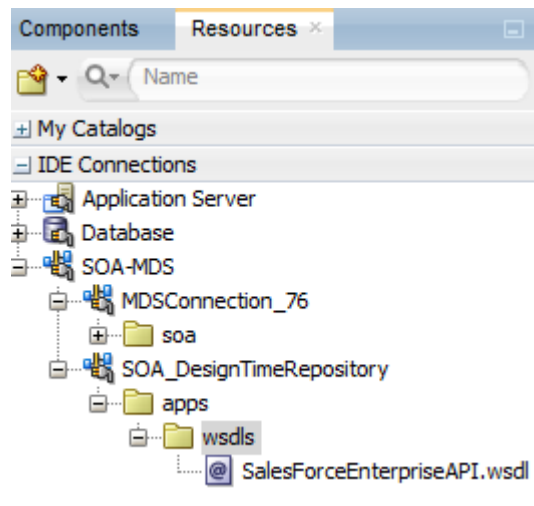 Components Resources
Name
My Catalogs
IDE Connections
Application Server
Database
SOA-MDS
MDSConnection_76
soa
SOA_DesignTimeRepository
apps
wsdls
SalesForceEnterpriseAPI.wsdl